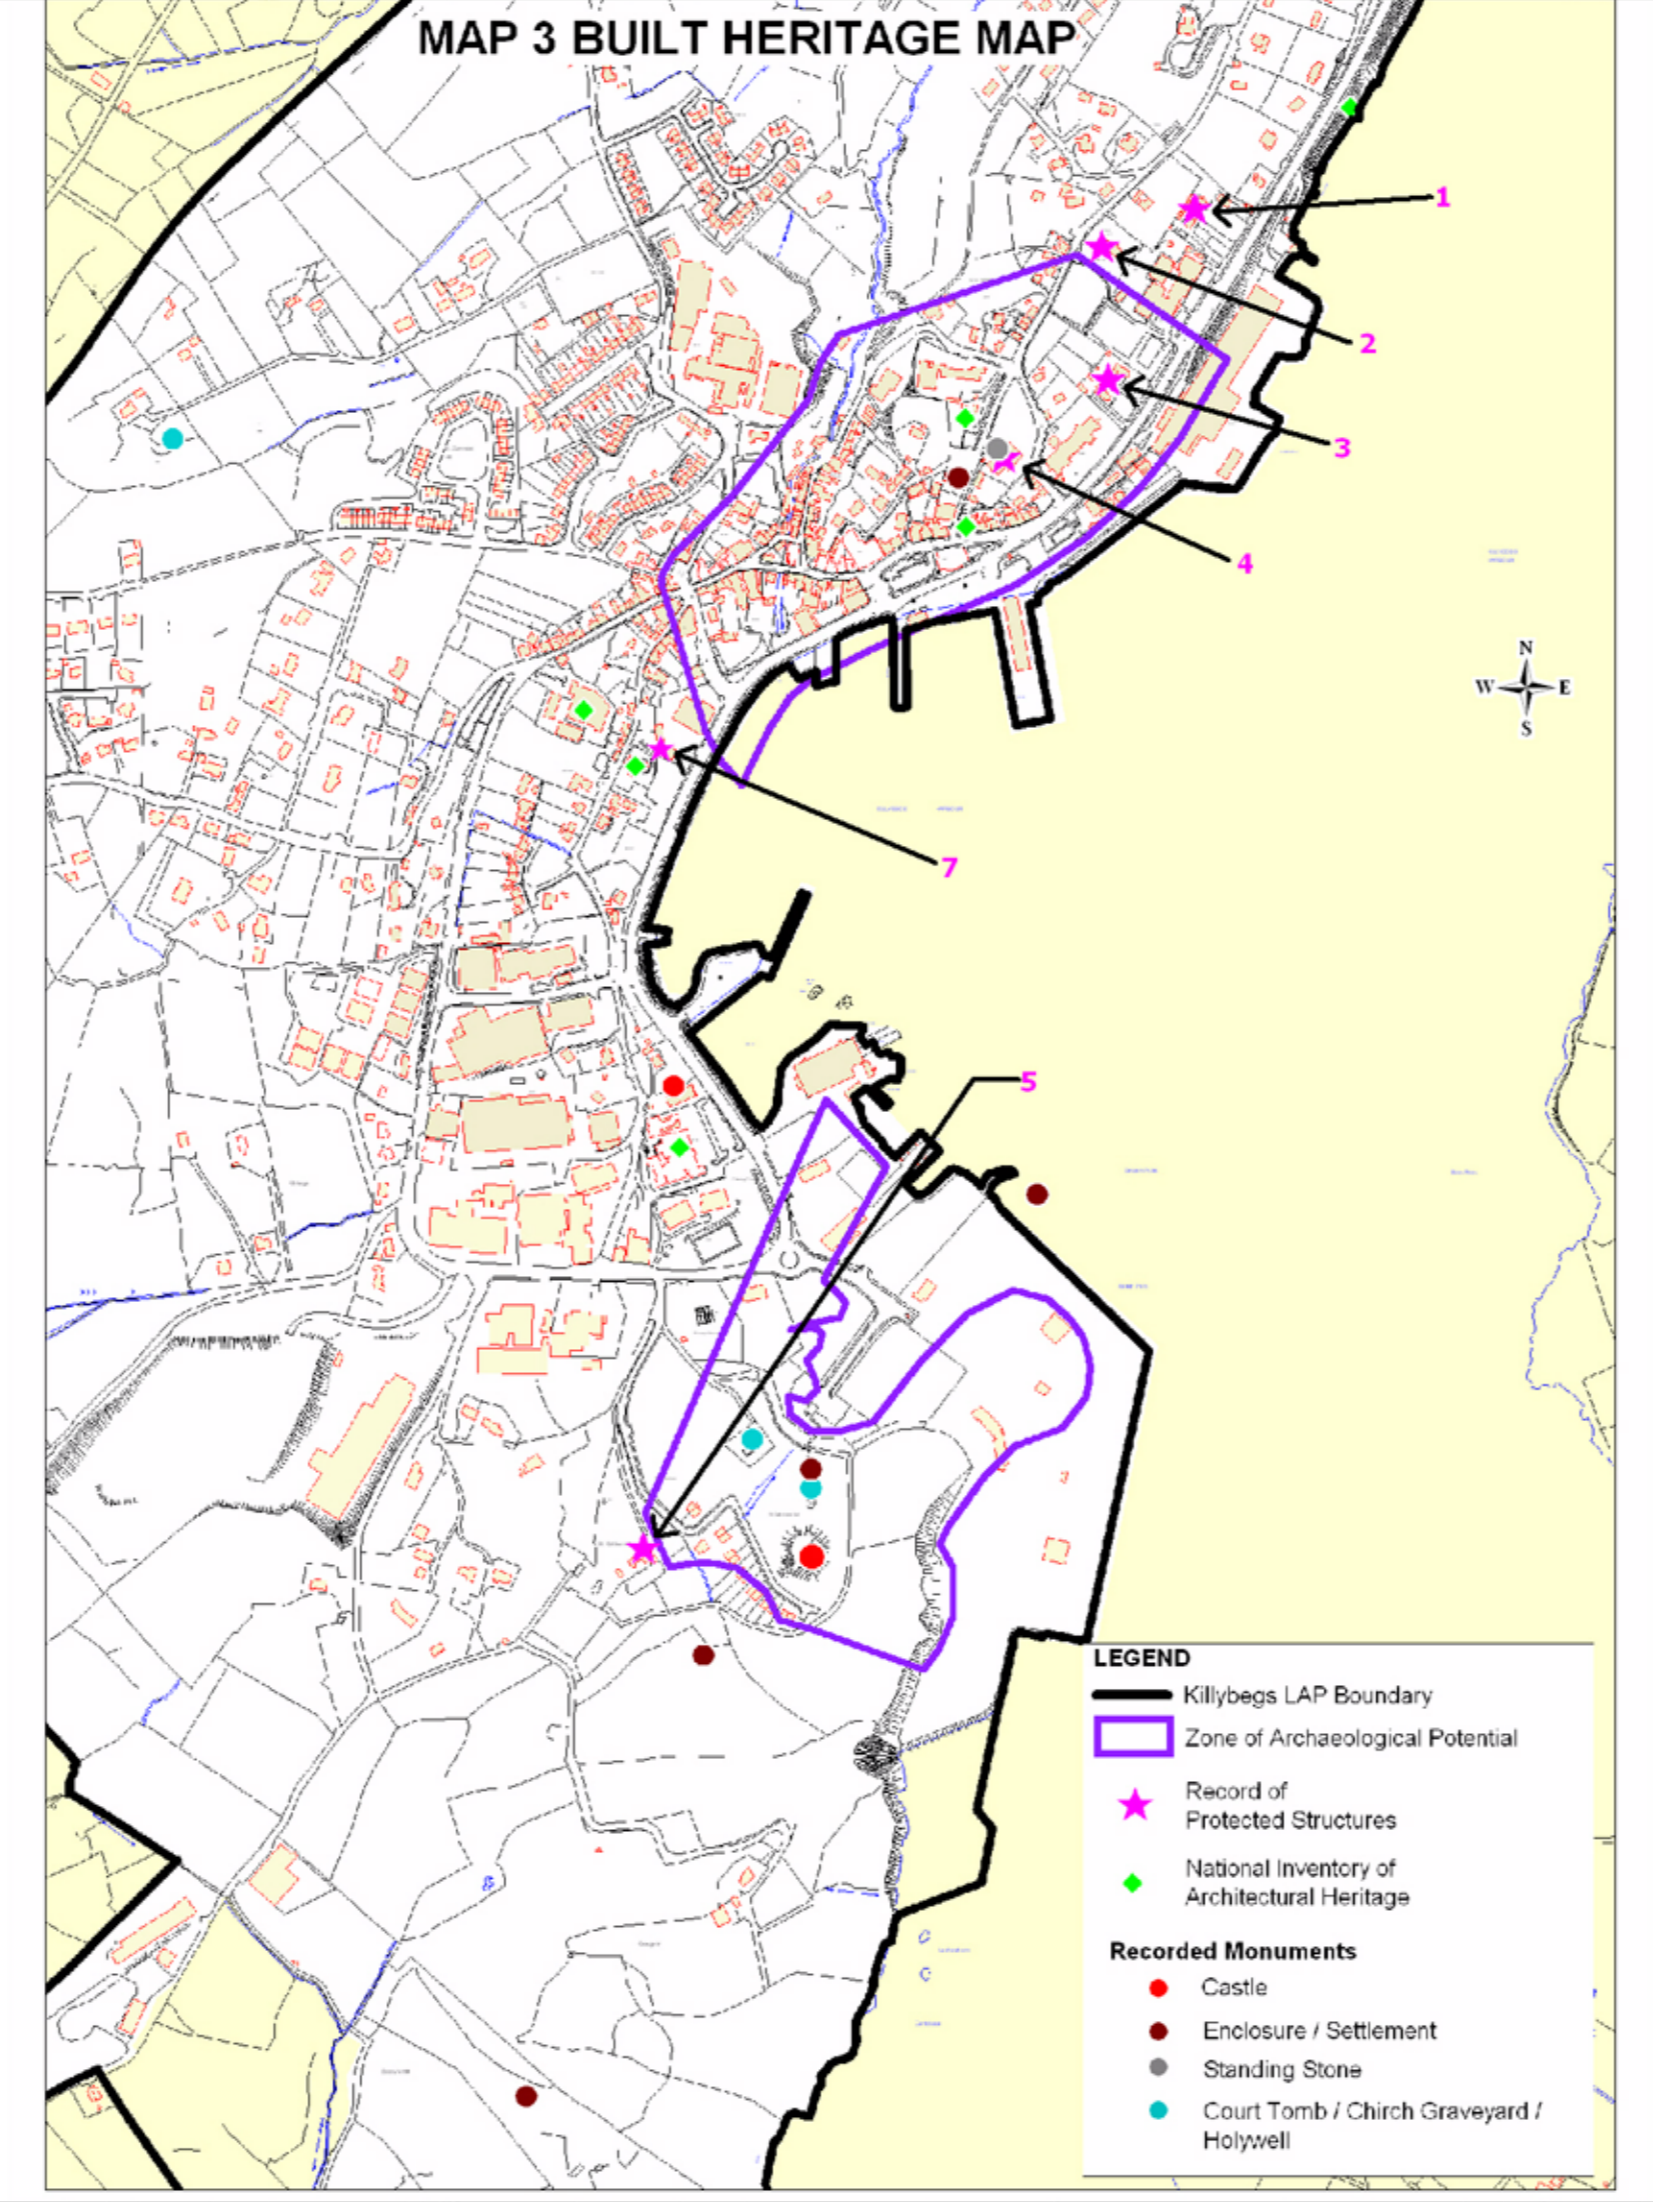 MAP 3 BUILT HERITAGE MAP
1
2
3
4
N
W E
S
7
5
LEGEND
Killybegs LAP Boundary
Zone of Archaeological Potential
Record of
Protected Structures
National Inventory of
Architectural Heritage
Recorded Monuments
Castle
Enclosure / Settlement
Standing Stone
Court Tomb / Chirch Graveyard /
Holywell